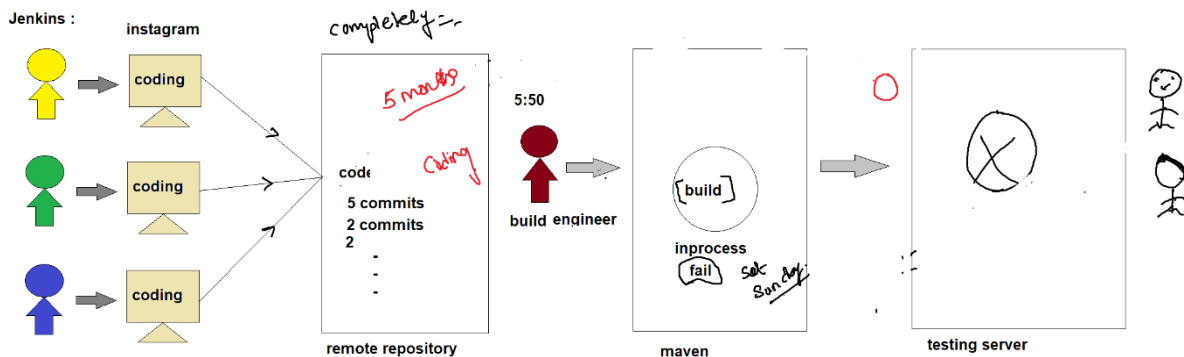 Jenkins :
instagram
coding
coding
coding
completely
5 months
coding
code
5 commits
2 commits
2
-
-
-
remote repository
5:50
build engineer
[build]
inprocess
fail
sat
Sunday
maven
X
testing server